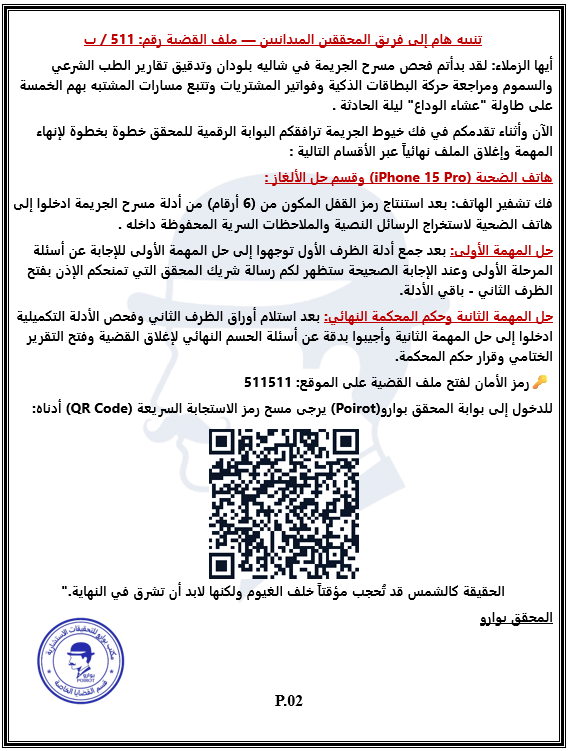 تنبيه هام إلى فريق المحققين الميدانيين — ملف القضية رقم: 511 / ب
أيها الزملاء: لقد بدأتم فحص مسرح الجريمة في شاليه بلودان وتدقيق تقارير الطب الشرعي
والسموم ومراجعة حركة البطاقات الذكية وفواتير المشتريات وتتبع مسارات المشتبه بهم الخمسة
على طاولة "عشاء الوداع" ليلة الحادثة .
الآن وأثناء تقدمكم في فك خيوط الجريمة ترافقكم البوابة الرقمية للمحقق خطوة بخطوة لإنهاء
المهمة وإغلاق الملف نهائياً عبر الأقسام التالية :
هاتف الضحية (iPhone 15 Pro) وقسم حل الألغاز :
فك تشفير الهاتف: بعد استنتاج رمز القفل المكون من (6 أرقام) من أدلة مسرح الجريمة ادخلوا إلى
هاتف الضحية لاستخراج الرسائل النصية والملاحظات السرية المحفوظة داخله .
حل المهمة الأولى: بعد جمع أدلة الظرف الأول توجهوا إلى حل المهمة الأولى للإجابة عن أسئلة
المرحلة الأولى وعند الإجابة الصحيحة ستظهر لكم رسالة شريك المحقق التي تمنحكم الإذن بفتح
الظرف الثاني - باقي الأدلة.
حل المهمة الثانية وحكم المحكمة النهائي: بعد استلام أوراق الظرف الثاني وفحص الأدلة التكميلية
ادخلوا إلى حل المهمة الثانية وأجيبوا بدقة عن أسئلة الحسم النهائي لإغلاق القضية وفتح التقرير
الختامي وقرار حكم المحكمة.
🔑 رمز الأمان لفتح ملف القضية على الموقع: 511511
للدخول إلى بوابة المحقق بوارو(Poirot) يرجى مسح رمز الاستجابة السريعة (QR Code) أدناه:
الحقيقة كالشمس قد تُحجب مؤقتاً خلف الغيوم ولكنها لابد أن تشرق في النهاية."
المحقق بوارو
مكتب بوارو للتحقيقات الاستشارية
بوارو
POIROT
قسم القضايا الخاصة
P.02